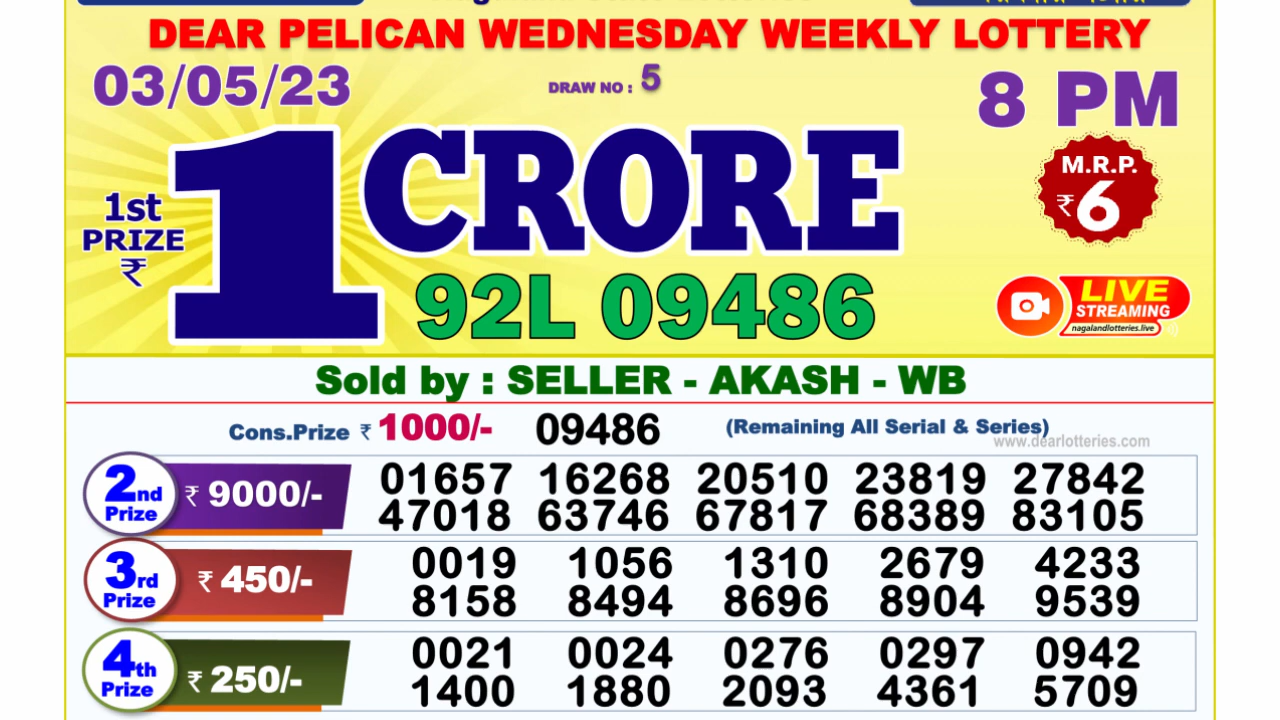 DEAR PELICAN WEDNESDAY WEEKLY LOTTERY
03/05/23
DRAW NO : 5
8 PM
M.R.P.
₹6
1st
PRIZE
₹
1 CRORE
92L 09486
LIVE
STREAMING
nagalandlotteries.live
Sold by : SELLER - AKASH - WB
Cons.Prize ₹ 1000/- 09486 (Remaining All Serial & Series)
www.dearlotteries.com
2nd Prize ₹ 9000/-
01657 16268 20510 23819 27842
47018 63746 67817 68389 83105
3rd Prize ₹ 450/-
0019 1056 1310 2679 4233
8158 8494 8696 8904 9539
4th Prize ₹ 250/-
0021 0024 0276 0297 0942
1400 1880 2093 4361 5709